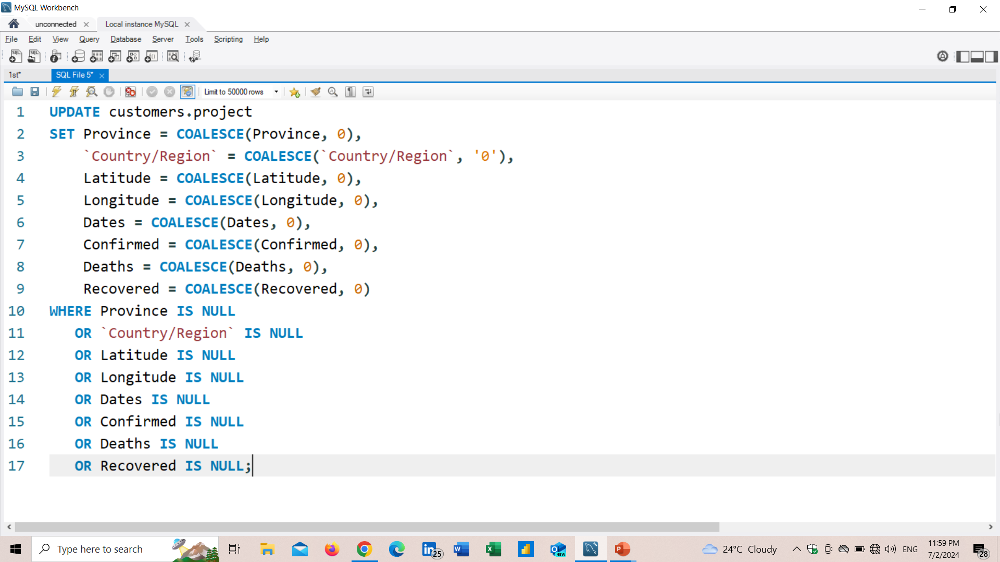 MySQL Workbench
unconnected
Local instance MySQL
File Edit View Query Database Server Tools Scripting Help
1st*
SQL File 5*
Limit to 50000 rows
1 UPDATE customers.project
2 SET Province = COALESCE(Province, 0),
3 `Country/Region` = COALESCE(`Country/Region`, '0'),
4 Latitude = COALESCE(Latitude, 0),
5 Longitude = COALESCE(Longitude, 0),
6 Dates = COALESCE(Dates, 0),
7 Confirmed = COALESCE(Confirmed, 0),
8 Deaths = COALESCE(Deaths, 0),
9 Recovered = COALESCE(Recovered, 0)
10 WHERE Province IS NULL
11 OR `Country/Region` IS NULL
12 OR Latitude IS NULL
13 OR Longitude IS NULL
14 OR Dates IS NULL
15 OR Confirmed IS NULL
16 OR Deaths IS NULL
17 OR Recovered IS NULL;
Type here to search
25
NEW
24°C Cloudy
ENG
11:59 PM
7/2/2024
28